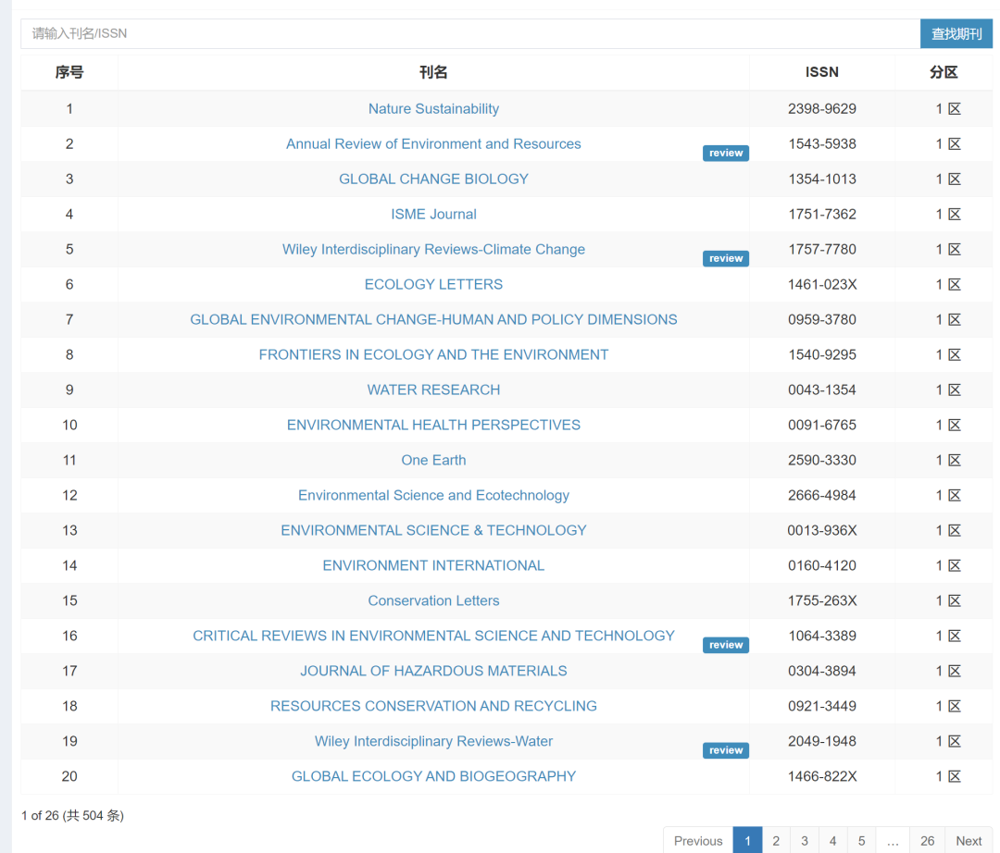 请输入刊名/ISSN 查找期刊
序号 刊名 ISSN 分区
1 Nature Sustainability 2398-9629 1 区
2 Annual Review of Environment and Resources review 1543-5938 1 区
3 GLOBAL CHANGE BIOLOGY 1354-1013 1 区
4 ISME Journal 1751-7362 1 区
5 Wiley Interdisciplinary Reviews-Climate Change review 1757-7780 1 区
6 ECOLOGY LETTERS 1461-023X 1 区
7 GLOBAL ENVIRONMENTAL CHANGE-HUMAN AND POLICY DIMENSIONS 0959-3780 1 区
8 FRONTIERS IN ECOLOGY AND THE ENVIRONMENT 1540-9295 1 区
9 WATER RESEARCH 0043-1354 1 区
10 ENVIRONMENTAL HEALTH PERSPECTIVES 0091-6765 1 区
11 One Earth 2590-3330 1 区
12 Environmental Science and Ecotechnology 2666-4984 1 区
13 ENVIRONMENTAL SCIENCE & TECHNOLOGY 0013-936X 1 区
14 ENVIRONMENT INTERNATIONAL 0160-4120 1 区
15 Conservation Letters 1755-263X 1 区
16 CRITICAL REVIEWS IN ENVIRONMENTAL SCIENCE AND TECHNOLOGY review 1064-3389 1 区
17 JOURNAL OF HAZARDOUS MATERIALS 0304-3894 1 区
18 RESOURCES CONSERVATION AND RECYCLING 0921-3449 1 区
19 Wiley Interdisciplinary Reviews-Water review 2049-1948 1 区
20 GLOBAL ECOLOGY AND BIOGEOGRAPHY 1466-822X 1 区
1 of 26 (共 504 条)
Previous 1 2 3 4 5 … 26 Next